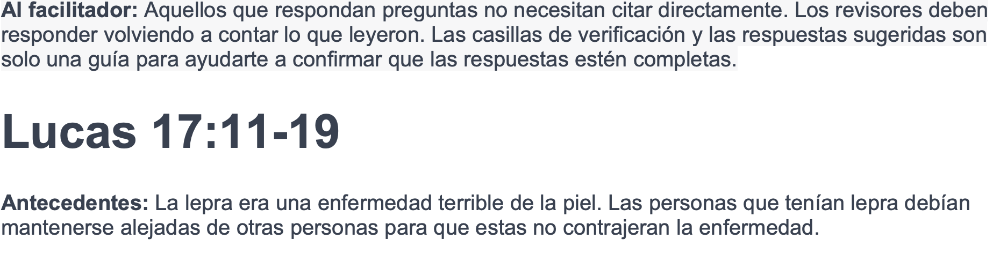 Al facilitador: Aquellos que respondan preguntas no necesitan citar directamente. Los revisores deben
responder volviendo a contar lo que leyeron. Las casillas de verificación y las respuestas sugeridas son
solo una guía para ayudarte a confirmar que las respuestas estén completas.
Lucas 17:11-19
Antecedentes: La lepra era una enfermedad terrible de la piel. Las personas que tenían lepra debían
mantenerse alejadas de otras personas para que estas no contrajeran la enfermedad.